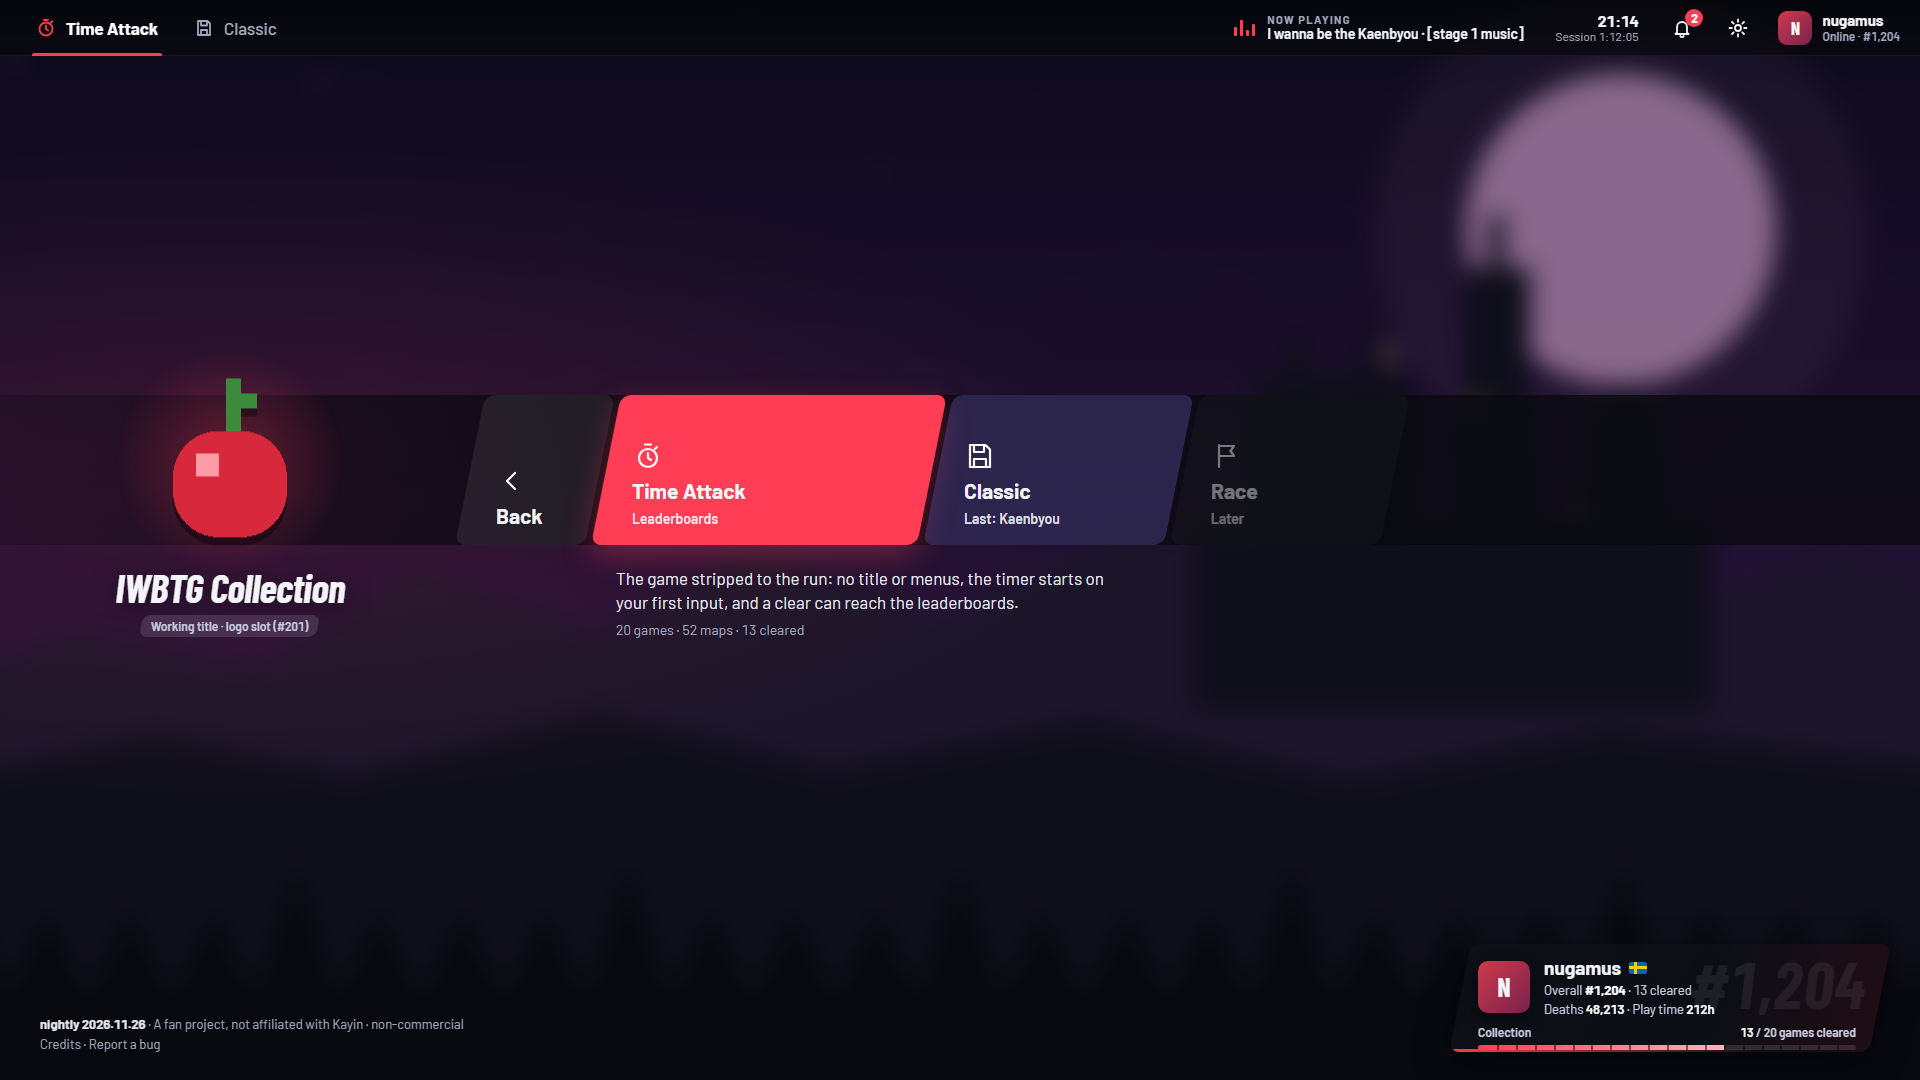 Time Attack
Classic
NOW PLAYING
I wanna be the Kaenbyou · [stage 1 music]
21:14
Session 1:12:05
2
N
nugamus
Online · #1,204
Back
Time Attack
Leaderboards
Classic
Last: Kaenbyou
Race
Later
IWBTG Collection
Working title · logo slot (#201)
The game stripped to the run: no title or menus, the timer starts on
your first input, and a clear can reach the leaderboards.
20 games · 52 maps · 13 cleared
nightly 2026.11.26 · A fan project, not affiliated with Kayin · non-commercial
Credits · Report a bug
N
nugamus
#1,204
Overall #1,204 · 13 cleared
Deaths 46,213 · Play time 212h
Collection
13 / 20 games cleared